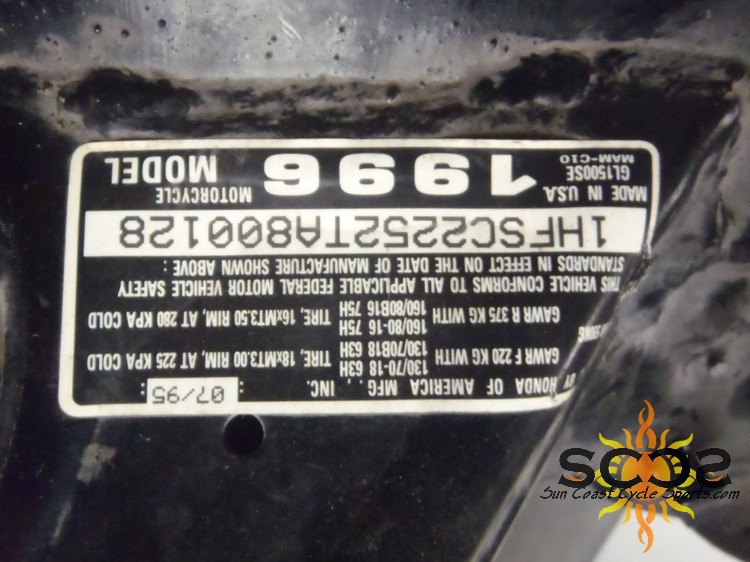 BY HONDA OF AMERICA MFG., INC. : 07/95 :
GAWR F 220 KG WITH 130/70-18 63H 130/70B18 63H TIRE, 18xMT3.00 RIM, AT 225 KPA COLD
GAWR R 375 KG WITH 160/80-16 75H 160/80B16 75H TIRE, 16xMT3.50 RIM, AT 280 KPA COLD
THIS VEHICLE CONFORMS TO ALL APPLICABLE FEDERAL MOTOR VEHICLE SAFETY
STANDARDS IN EFFECT ON THE DATE OF MANUFACTURE SHOWN ABOVE :
1HFSC2252TA800128
MADE IN U.S.A. MOTORCYCLE
GL1500SE 1996 MODEL
MAM-C10
SCCS
Sun Coast Cycle Sports.com